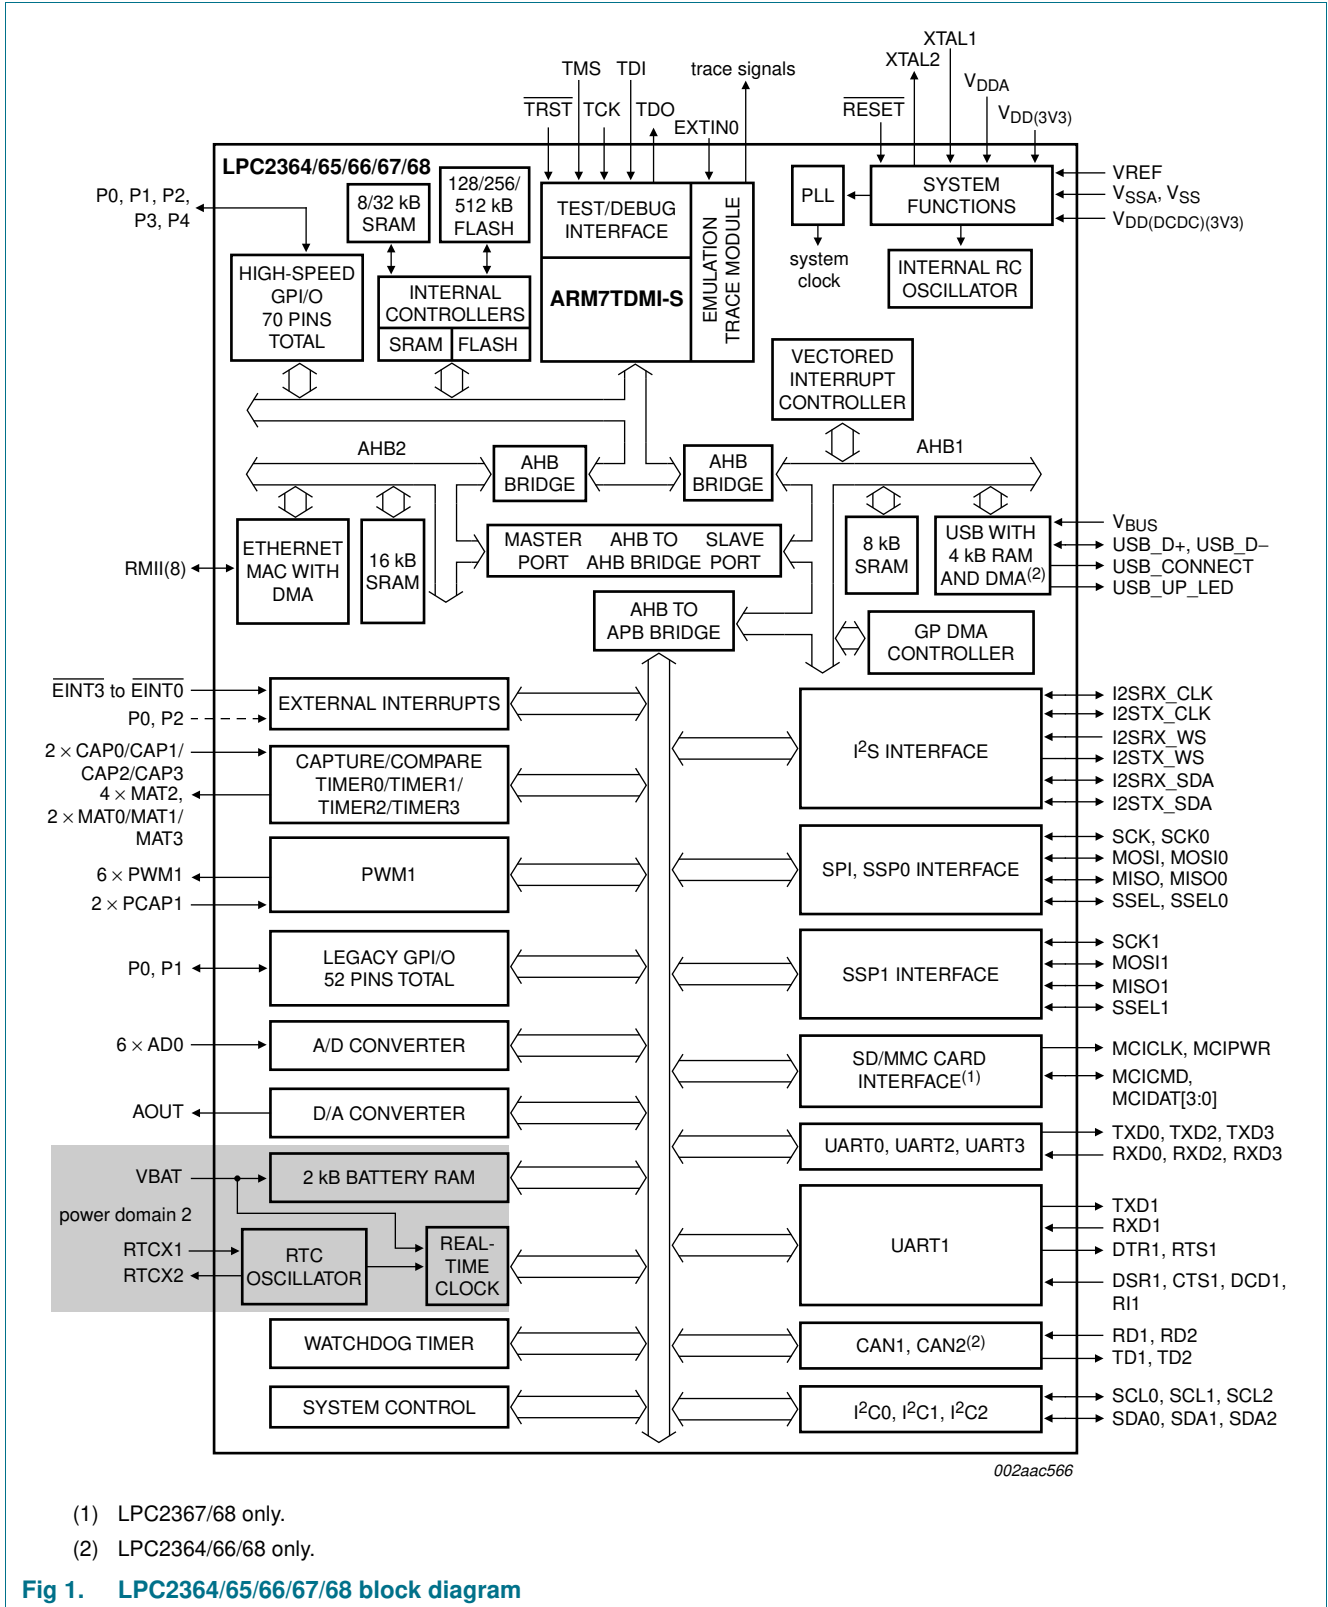 XTAL1
XTAL2
TMS TDI trace signals
VDDA
TRST TCK TDO
RESET
VDD(3V3)
EXTIN0
LPC2364/65/66/67/68
P0, P1, P2,
P3, P4
8/32 kB
SRAM
128/256/
512 kB
FLASH
TEST/DEBUG
INTERFACE
EMULATION
TRACE MODULE
PLL
SYSTEM
FUNCTIONS
VREF
VSSA, VSS
VDD(DCDC)(3V3)
system
clock
HIGH-SPEED
GPI/O
70 PINS
TOTAL
INTERNAL
CONTROLLERS
SRAM FLASH
ARM7TDMI-S
INTERNAL RC
OSCILLATOR
VECTORED
INTERRUPT
CONTROLLER
AHB2
AHB
BRIDGE
AHB
BRIDGE
AHB1
ETHERNET
MAC WITH
DMA
16 kB
SRAM
MASTER
PORT
AHB TO
AHB BRIDGE
SLAVE
PORT
8 kB
SRAM
USB WITH
4 kB RAM
AND DMA(2)
VBUS
USB_D+, USB_D−
USB_CONNECT
USB_UP_LED
RMII(8)
AHB TO
APB BRIDGE
GP DMA
CONTROLLER
EINT3 to EINT0
P0, P2
EXTERNAL INTERRUPTS
2 × CAP0/CAP1/
CAP2/CAP3
4 × MAT2,
2 × MAT0/MAT1/
MAT3
CAPTURE/COMPARE
TIMER0/TIMER1/
TIMER2/TIMER3
I2S INTERFACE
I2SRX_CLK
I2STX_CLK
I2SRX_WS
I2STX_WS
I2SRX_SDA
I2STX_SDA
6 × PWM1
2 × PCAP1
PWM1
SPI, SSP0 INTERFACE
SCK, SCK0
MOSI, MOSI0
MISO, MISO0
SSEL, SSEL0
P0, P1
LEGACY GPI/O
52 PINS TOTAL
SSP1 INTERFACE
SCK1
MOSI1
MISO1
SSEL1
6 × AD0
A/D CONVERTER
SD/MMC CARD
INTERFACE(1)
MCICLK, MCIPWR
MCICMD,
MCIDAT[3:0]
AOUT
D/A CONVERTER
UART0, UART2, UART3
TXD0, TXD2, TXD3
RXD0, RXD2, RXD3
VBAT
2 kB BATTERY RAM
power domain 2
RTCX1
RTCX2
RTC
OSCILLATOR
REAL-
TIME
CLOCK
UART1
TXD1
RXD1
DTR1, RTS1
DSR1, CTS1, DCD1,
RI1
WATCHDOG TIMER
CAN1, CAN2(2)
RD1, RD2
TD1, TD2
SYSTEM CONTROL
I2C0, I2C1, I2C2
SCL0, SCL1, SCL2
SDA0, SDA1, SDA2
002aac566
(1) LPC2367/68 only.
(2) LPC2364/66/68 only.
Fig 1. LPC2364/65/66/67/68 block diagram